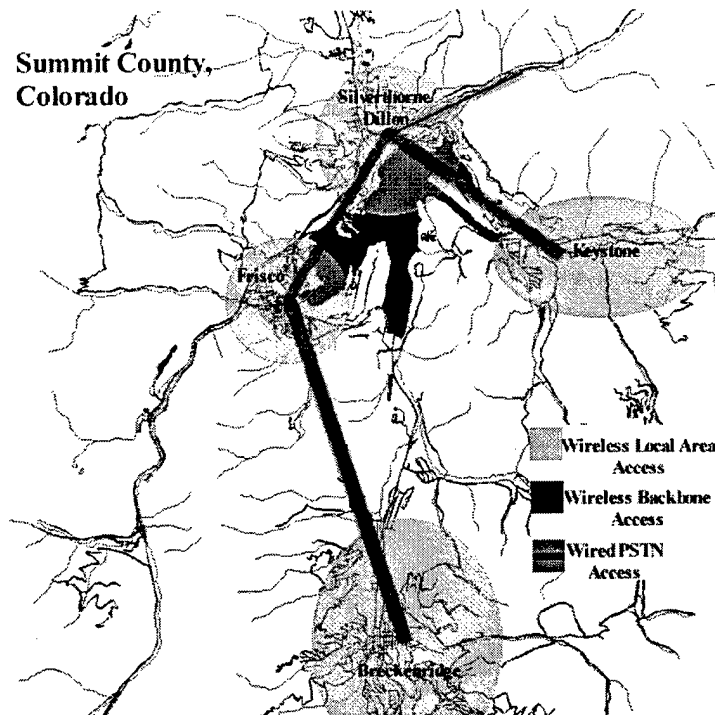 Summit County,
Colorado
Silverthorne
Dillon
Keystone
Frisco
Wireless Local Area
Access
Wireless Backbone
Access
Wired PSTN
Access
Breckenridge